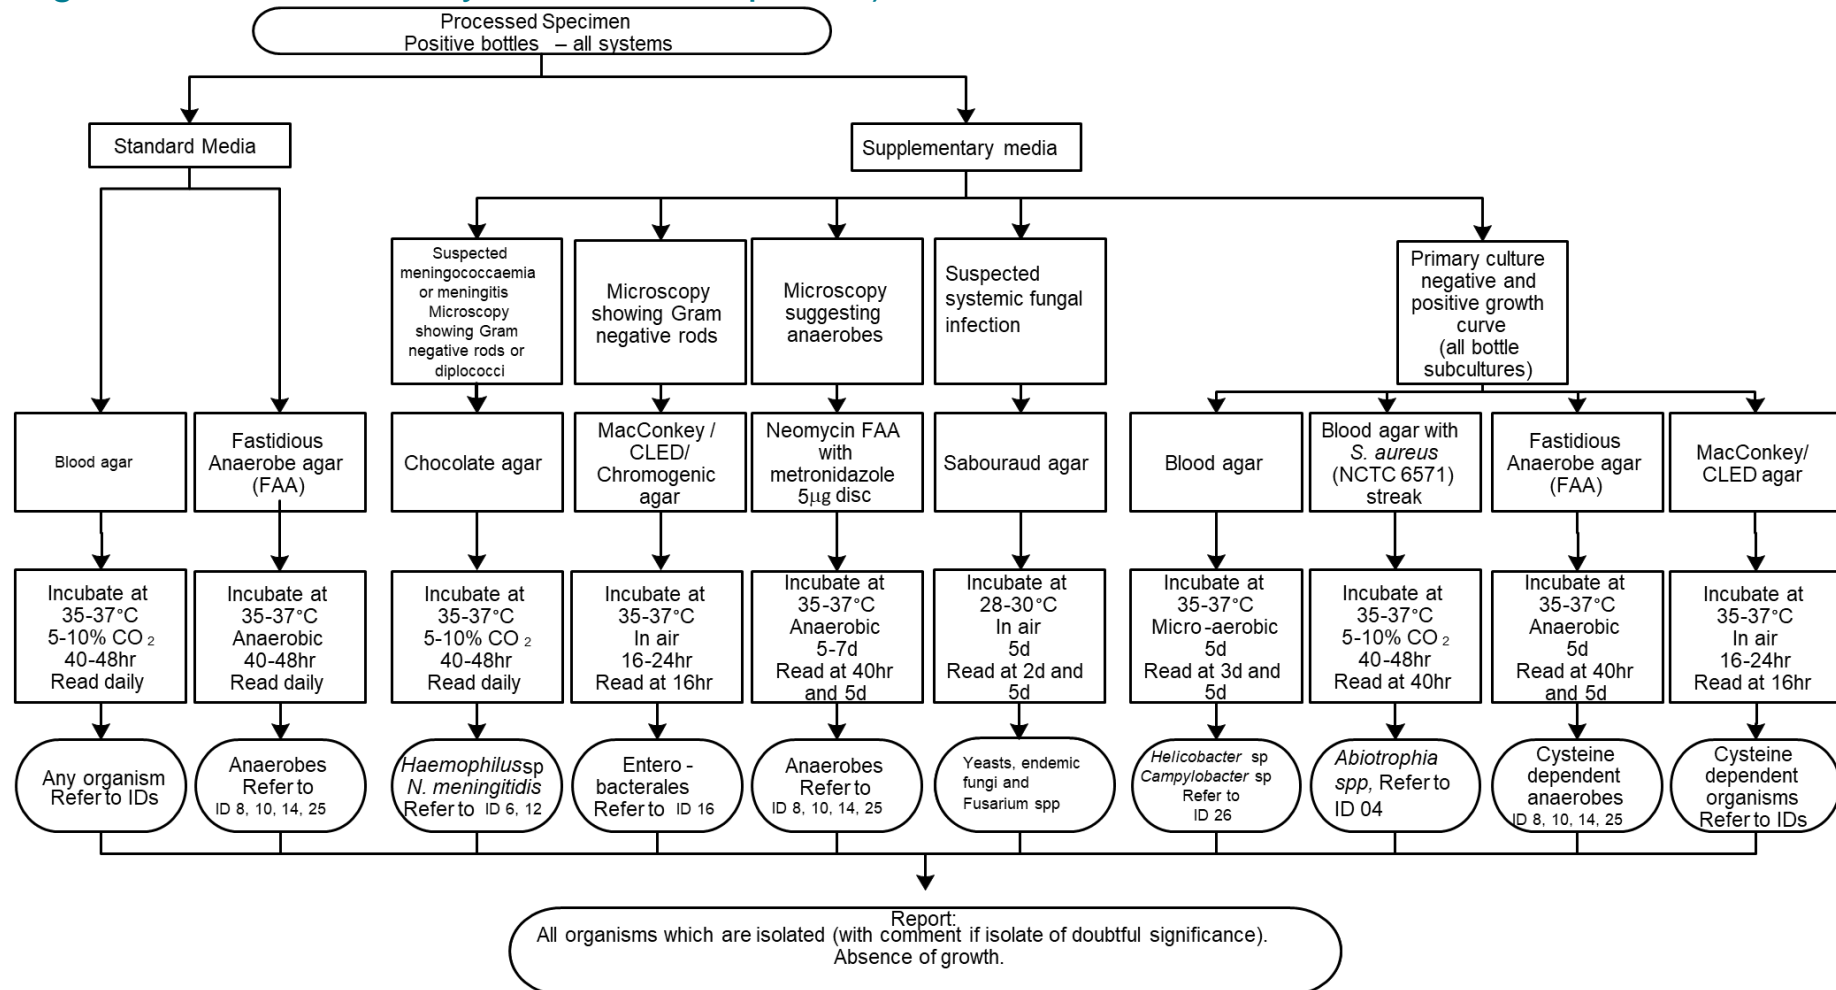 Processed Specimen
Positive bottles – all systems
Standard Media
Supplementary media
Suspected
meningococcaemia
or meningitis
Microscopy
showing Gram
negative rods or
diplococci
Microscopy
showing Gram
negative rods
Microscopy
suggesting
anaerobes
Suspected
systemic fungal
infection
Primary culture
negative and
positive growth
curve
(all bottle
subcultures)
Blood agar
Fastidious
Anaerobe agar
(FAA)
Chocolate agar
MacConkey /
CLED/
Chromogenic
agar
Neomycin FAA
with
metronidazole
5µg disc
Sabouraud agar
Blood agar
Blood agar with
S. aureus
(NCTC 6571)
streak
Fastidious
Anaerobe agar
(FAA)
MacConkey/
CLED agar
Incubate at
35-37°C
5-10% CO₂
40-48hr
Read daily
Incubate at
35-37°C
Anaerobic
40-48hr
Read daily
Incubate at
35-37°C
5-10% CO₂
40-48hr
Read daily
Incubate at
35-37°C
In air
16-24hr
Read at 16hr
Incubate at
35-37°C
Anaerobic
5-7d
Read at 40hr
and 5d
Incubate at
28-30°C
In air
5d
Read at 2d and
5d
Incubate at
35-37°C
Micro-aerobic
5d
Read at 3d and
5d
Incubate at
35-37°C
5-10% CO₂
40-48hr
Read at 40hr
Incubate at
35-37°C
Anaerobic
5d
Read at 40hr
and 5d
Incubate at
35-37°C
In air
16-24hr
Read at 16hr
Any organism
Refer to IDs
Anaerobes
Refer to
ID 8, 10, 14, 25
Haemophilus sp
N. meningitidis
Refer to ID 6, 12
Entero-
bacterales
Refer to ID 16
Anaerobes
Refer to
ID 8, 10, 14, 25
Yeasts, endemic
fungi and
Fusarium spp
Helicobacter sp
Campylobacter sp
Refer to
ID 26
Abiotrophia
spp, Refer to
ID 04
Cysteine
dependent
anaerobes
ID 8, 10, 14, 25
Cysteine
dependent
organisms
Refer to IDs
Report:
All organisms which are isolated (with comment if isolate of doubtful significance).
Absence of growth.